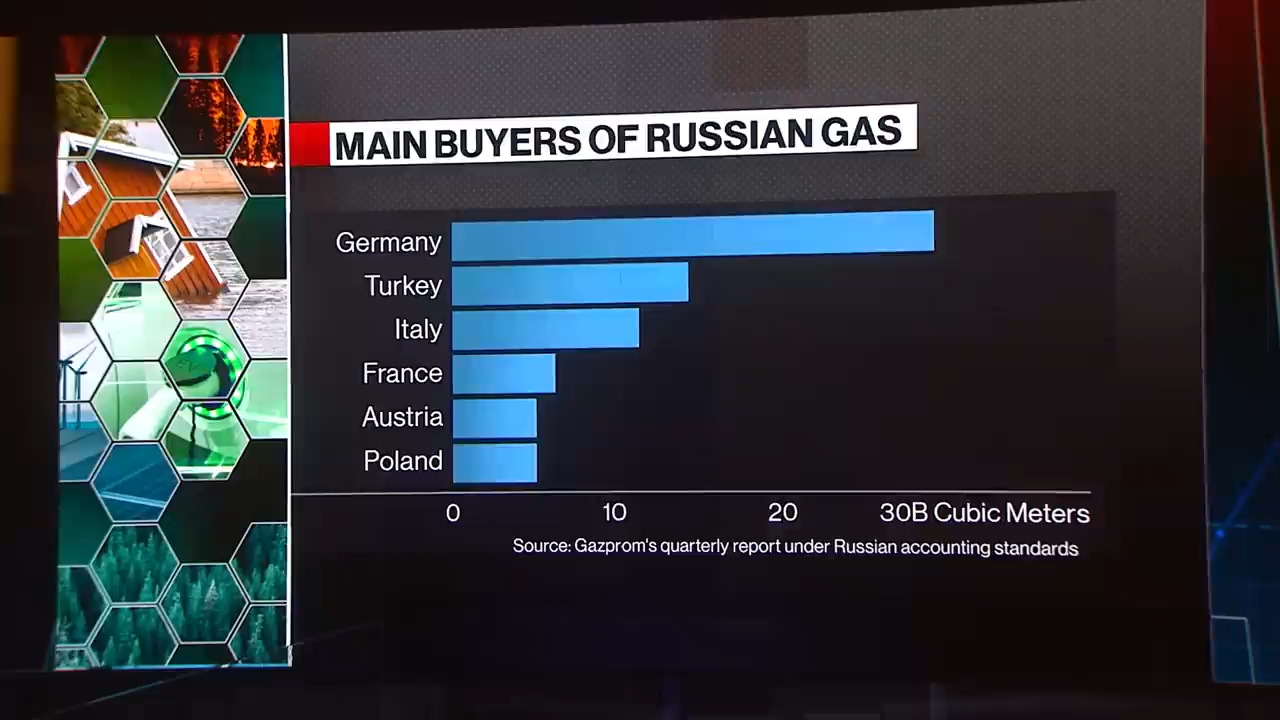 MAIN BUYERS OF RUSSIAN GAS
Germany
Turkey
Italy
France
Austria
Poland
0 10 20 30B Cubic Meters
Source: Gazprom's quarterly report under Russian accounting standards